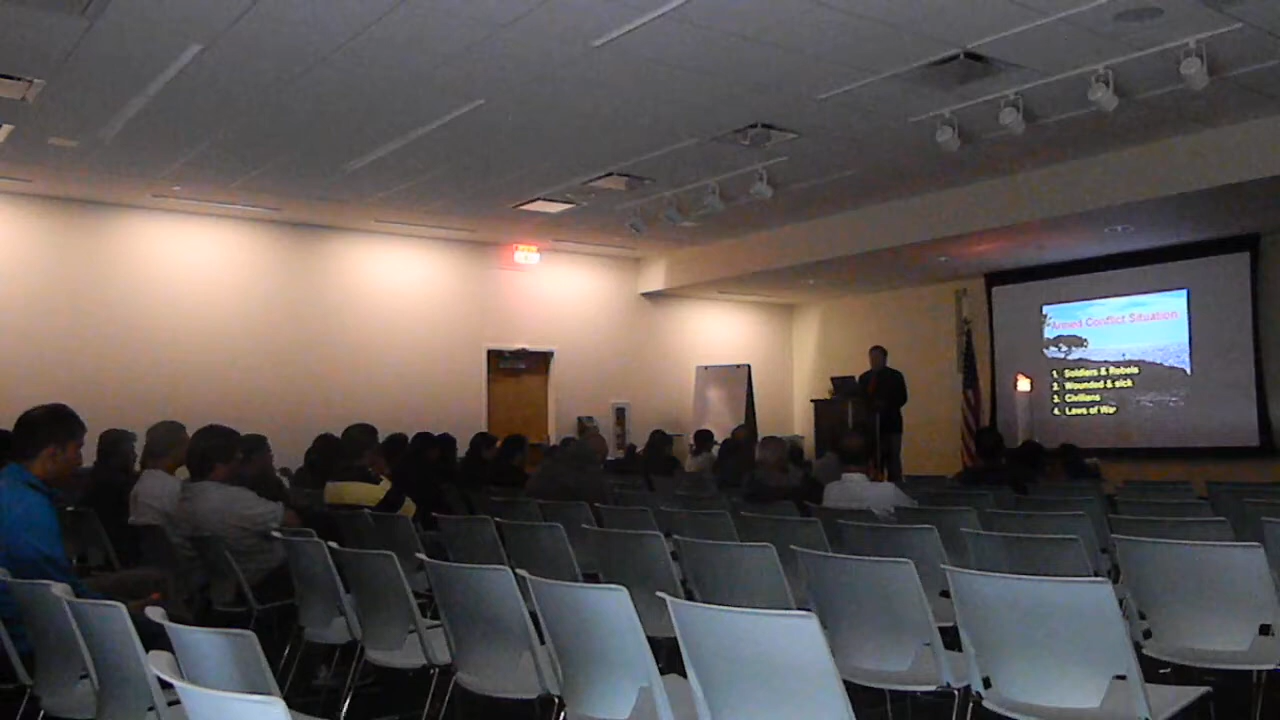 Armed Conflict Situation
1. Soldiers & Rebels
2. Wounded & sick
3. Civilians
4. Laws of War